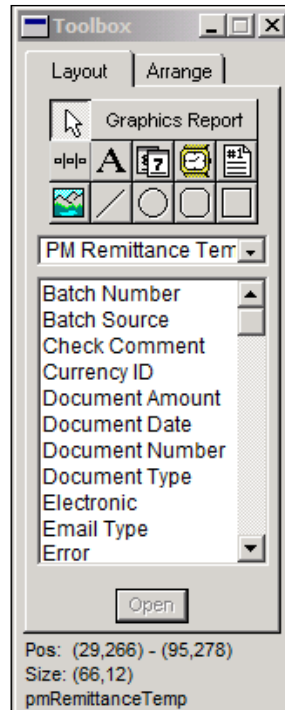 Toolbox
Layout Arrange
Graphics Report
A 7 #1
PM Remittance Tem
Batch Number
Batch Source
Check Comment
Currency ID
Document Amount
Document Date
Document Number
Document Type
Electronic
Email Type
Error
Open
Pos: (29,266) - (95,278)
Size: (66,12)
pmRemittanceTemp